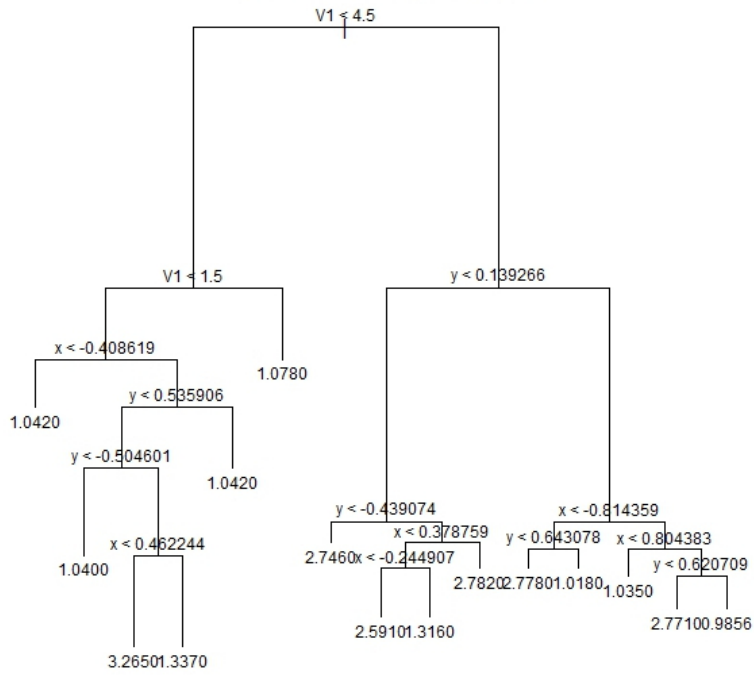 V1 < 4.5
V1 < 1.5
y < 0.139266
x < -0.408619
1.0780
y < 0.535906
1.0420
y < -0.504601
1.0420
y < -0.439074
x < -0.814359
x < 0.378759
y < 0.643078
x < 0.804383
x < 0.462244
2.7460
x < -0.244907
y < 0.620709
1.0400
2.7820
2.7780
1.0180
1.0350
2.5910
1.3160
2.7710
0.9856
3.2650
1.3370